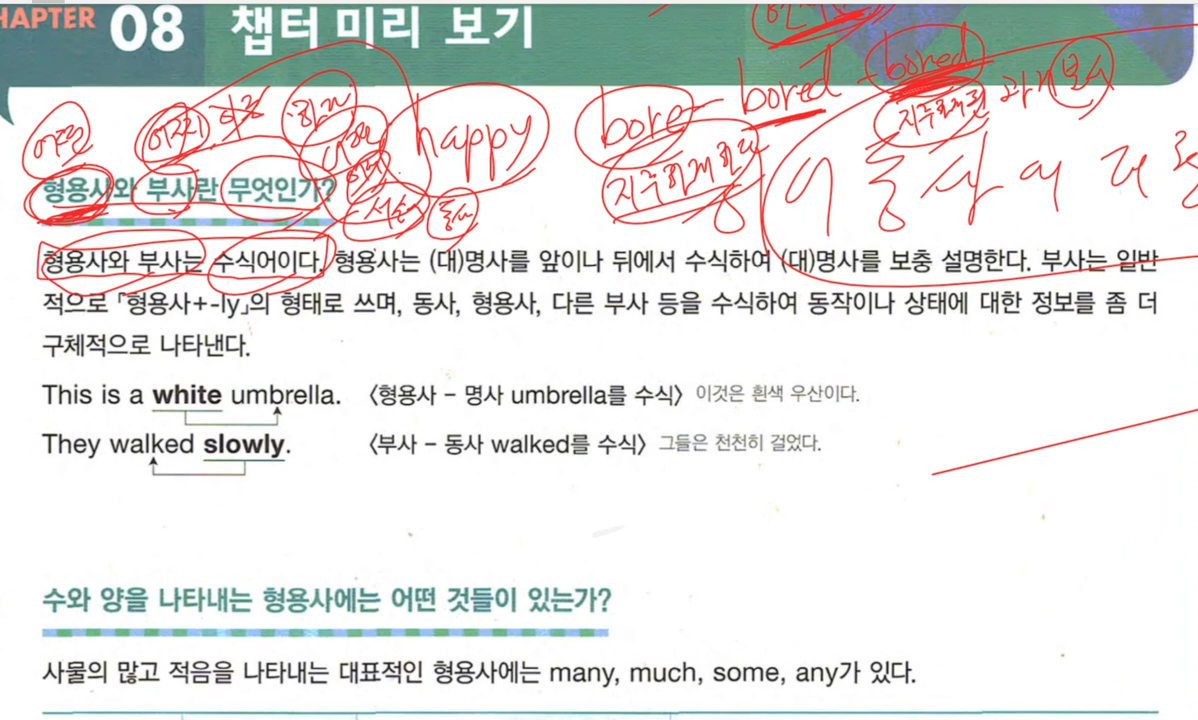 HAPTER 08 챕터 미리 보기
bored - bored
happy bore
지루하게 하다
형용사와 부사란 무엇인가?
형용사와 부사는 수식어이다. 형용사는 (대)명사를 앞이나 뒤에서 수식하여 (대)명사를 보충 설명한다. 부사는 일반
적으로 「형용사+-ly」의 형태로 쓰며, 동사, 형용사, 다른 부사 등을 수식하여 동작이나 상태에 대한 정보를 좀 더
구체적으로 나타낸다.
This is a white umbrella. 〈형용사 – 명사 umbrella를 수식〉 이것은 흰색 우산이다.
They walked slowly. 〈부사 – 동사 walked를 수식〉 그들은 천천히 걸었다.
수와 양을 나타내는 형용사에는 어떤 것들이 있는가?
사물의 많고 적음을 나타내는 대표적인 형용사에는 many, much, some, any가 있다.